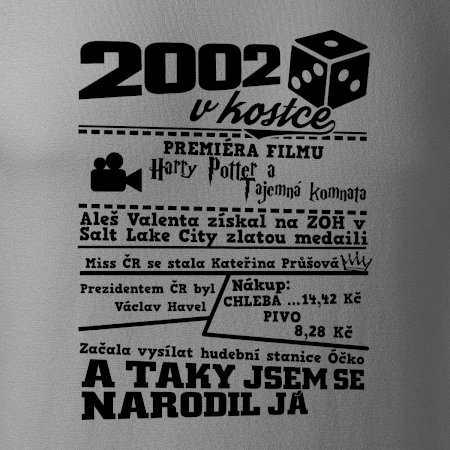 2002
v kostce
PREMIÉRA FILMU
Harry Potter a
Tajemná komnata
Aleš Valenta získal na ZOH v
Salt Lake City zlatou medaili
Miss ČR se stala Kateřina Průšová
Prezidentem ČR byl
Václav Havel
Nákup:
CHLEBA ...14,42 Kč
PIVO
8,28 Kč
Začala vysílat hudební stanice Óčko
A TAKY JSEM SE
NARODIL JÁ